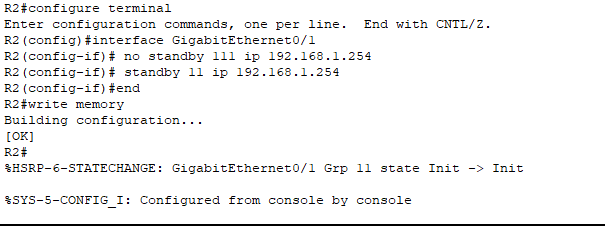 R2#configure terminal
Enter configuration commands, one per line.  End with CNTL/Z.
R2(config)#interface GigabitEthernet0/1
R2(config-if)# no standby 111 ip 192.168.1.254
R2(config-if)# standby 11 ip 192.168.1.254
R2(config-if)#end
R2#write memory
Building configuration...
[OK]
R2#
%HSRP-6-STATECHANGE: GigabitEthernet0/1 Grp 11 state Init -> Init
%SYS-5-CONFIG_I: Configured from console by console